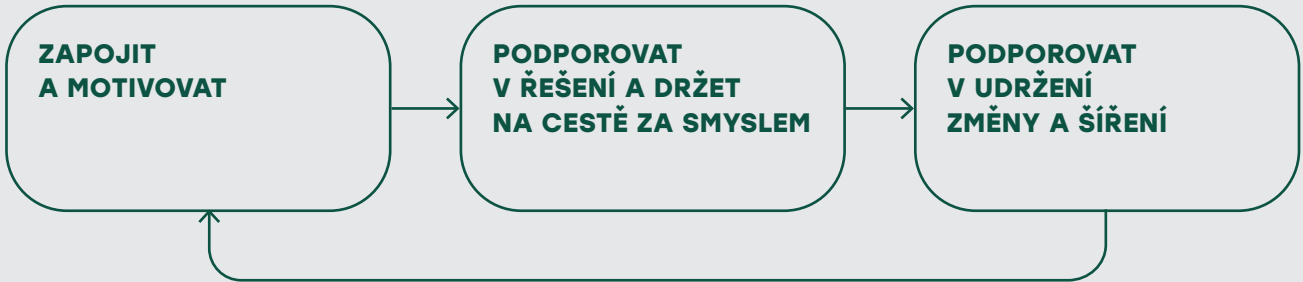 ZAPOJIT
A MOTIVOVAT
PODPOROVAT
V ŘEŠENÍ A DRŽET
NA CESTĚ ZA SMYSLEM
PODPOROVAT
V UDRŽENÍ
ZMĚNY A ŠÍŘENÍ